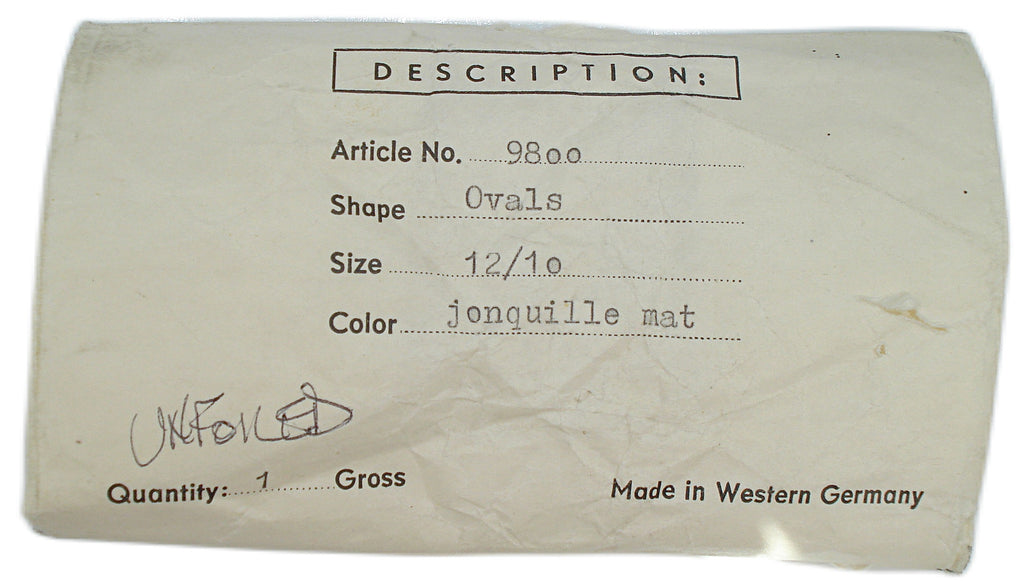 DESCRIPTION:
Article No. 9800
Shape Ovals
Size 12/10
Color jonquille mat
UNFOILED
Quantity: 1 Gross
Made in Western Germany